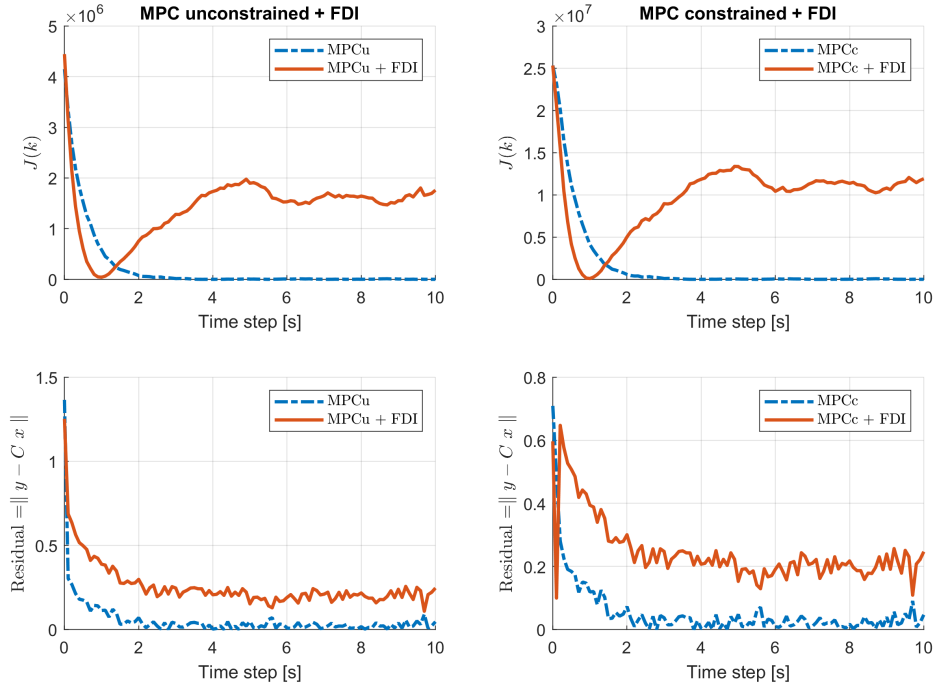 MPC unconstrained + FDI
×10⁶
5
4
3
2
1
0
J(k)
MPCu
MPCu + FDI
0 2 4 6 8 10
Time step [s]
MPC constrained + FDI
×10⁷
3
2.5
2
1.5
1
0.5
0
J(k)
MPCc
MPCc + FDI
0 2 4 6 8 10
Time step [s]
1.5
1
0.5
0
Residual =∥ y − C x ∥
MPCu
MPCu + FDI
0 2 4 6 8 10
Time step [s]
0.8
0.6
0.4
0.2
0
Residual =∥ y − C x ∥
MPCc
MPCc + FDI
0 2 4 6 8 10
Time step [s]